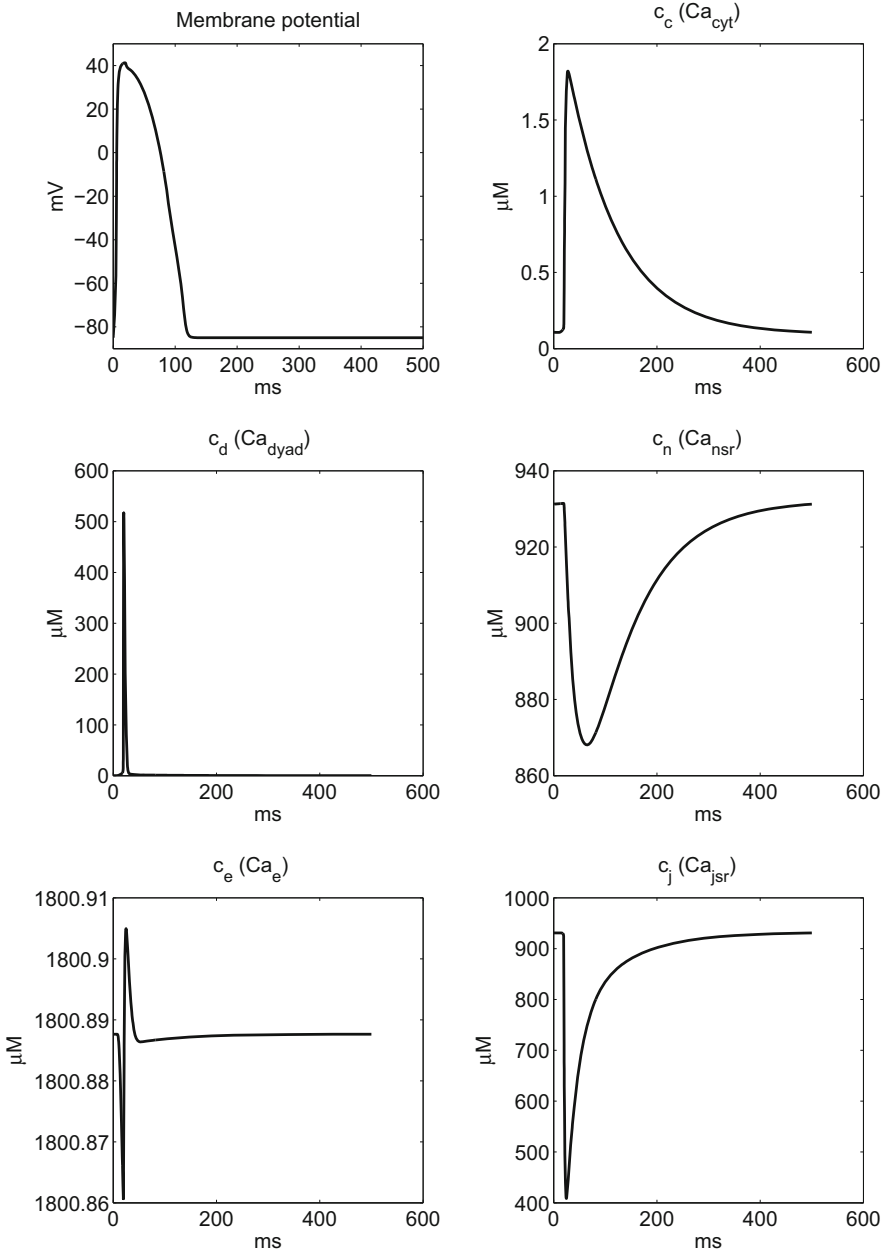 Membrane potential
40
20
0
−20
−40
−60
−80
mV
0 100 200 300 400 500
ms
c_c (Ca_cyt)
2
1.5
1
0.5
0
μM
0 200 400 600
ms
c_d (Ca_dyad)
600
500
400
300
200
100
0
μM
0 200 400 600
ms
c_n (Ca_nsr)
940
920
900
880
860
μM
0 200 400 600
ms
c_e (Ca_e)
1800.91
1800.9
1800.89
1800.88
1800.87
1800.86
μM
0 200 400 600
ms
c_j (Ca_jsr)
1000
900
800
700
600
500
400
μM
0 200 400 600
ms